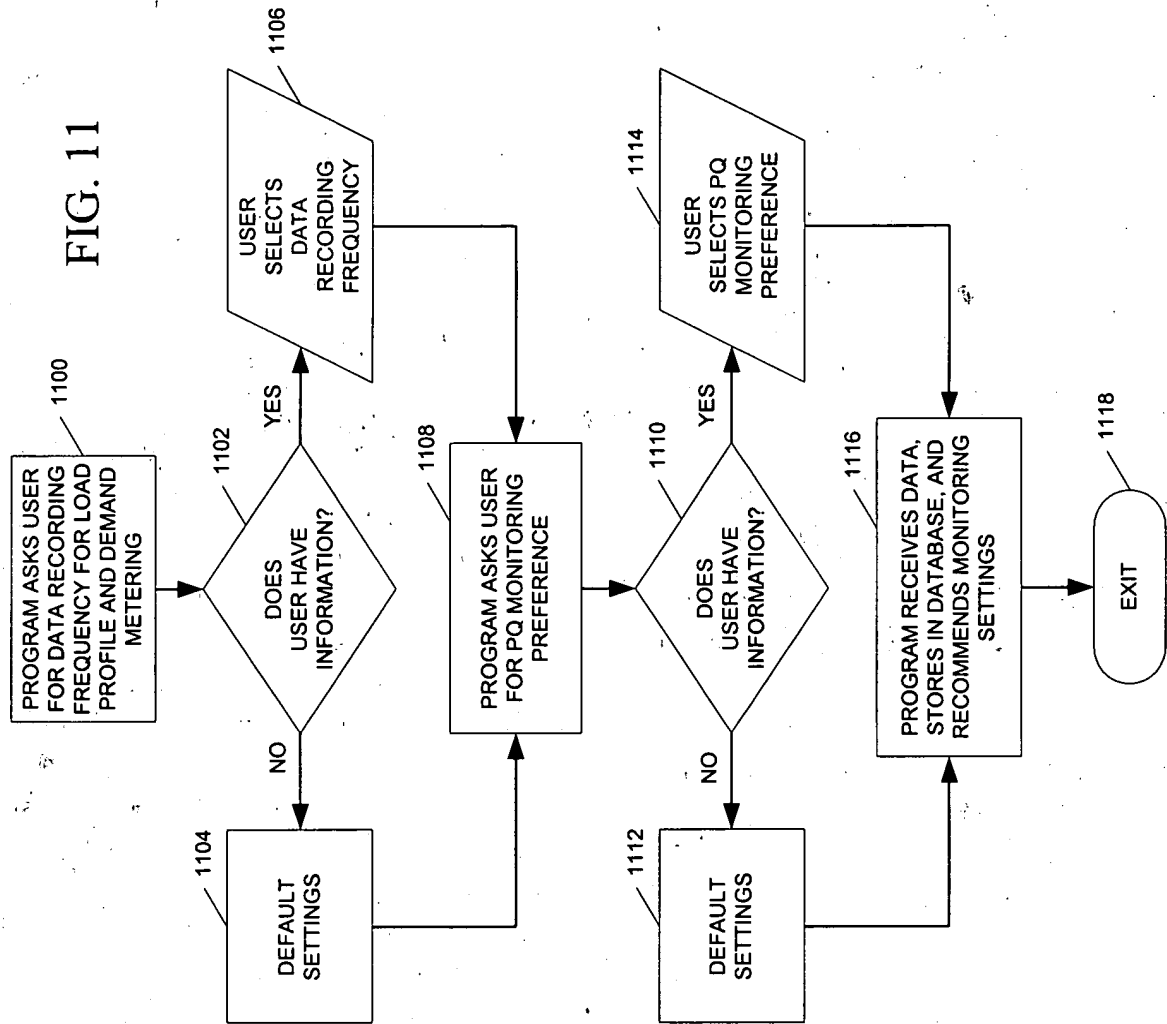 FIG. 11
PROGRAM ASKS USER
FOR DATA RECORDING
FREQUENCY FOR LOAD
PROFILE AND DEMAND
METERING
1100
1102
DOES
USER HAVE
INFORMATION?
NO
YES
1104
DEFAULT
SETTINGS
1106
USER
SELECTS
DATA
RECORDING
FREQUENCY
1108
PROGRAM ASKS USER
FOR PQ MONITORING
PREFERENCE
1110
DOES
USER HAVE
INFORMATION?
NO
YES
1112
DEFAULT
SETTINGS
1114
USER
SELECTS PQ
MONITORING
PREFERENCE
1116
PROGRAM RECEIVES DATA,
STORES IN DATABASE, AND
RECOMMENDS MONITORING
SETTINGS
1118
EXIT